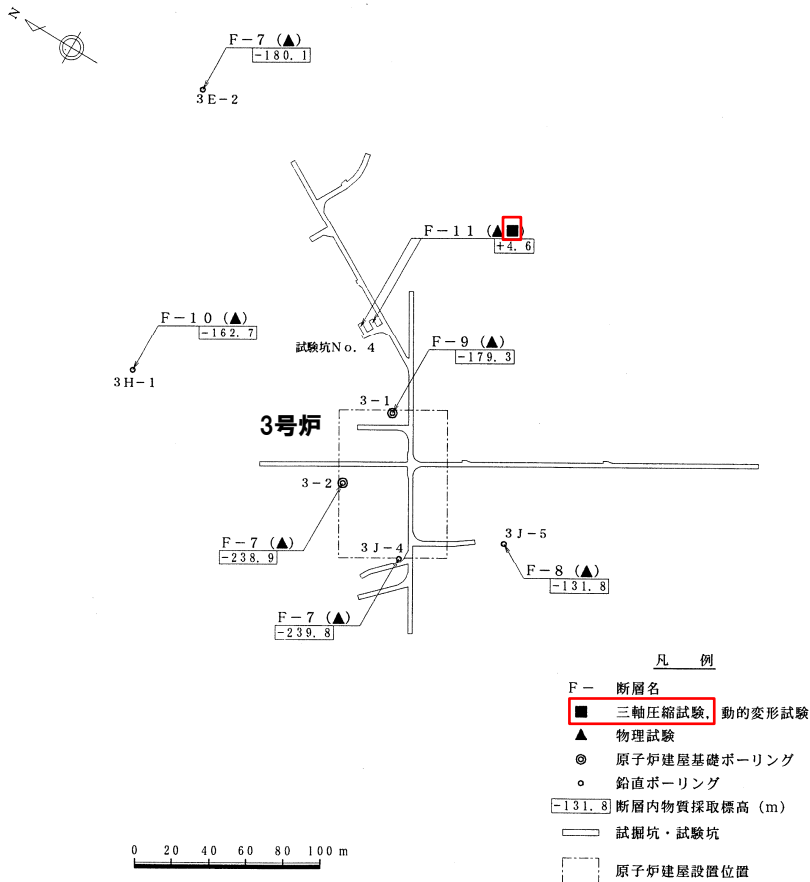 N
F－7 (▲)
-180.1
3E－2
F－11 (▲■)
+4.6
F－10 (▲)
-162.7
試験坑No. 4
F－9 (▲)
-179.3
3H－1
3－1
3号炉
3－2
3J－5
F－7 (▲)
-238.9
3J－4
F－8 (▲)
-131.8
F－7 (▲)
-239.8
凡 例
F－ 断層名
■ 三軸圧縮試験，動的変形試験
▲ 物理試験
◎ 原子炉建屋基礎ボーリング
○ 鉛直ボーリング
-131.8 断層内物質採取標高（m）
試掘坑・試験坑
原子炉建屋設置位置
0 20 40 60 80 100 m